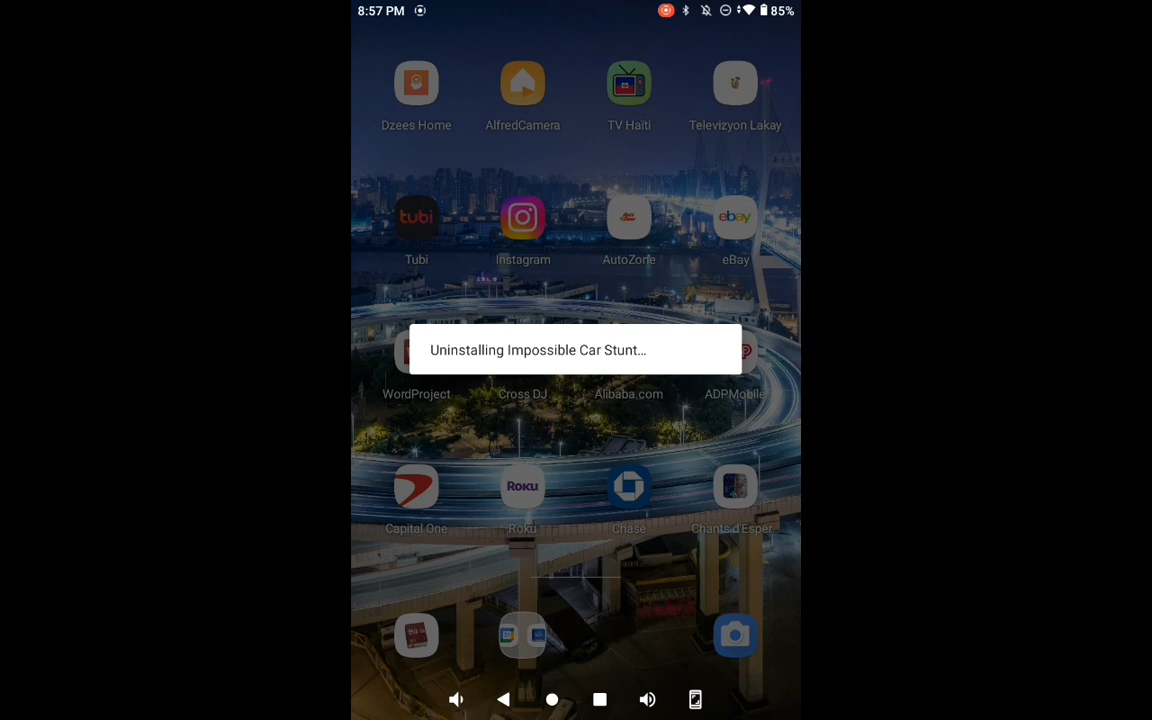 8:57 PM
85%
Dzees Home
AlfredCamera
TV Haïti
Televizyon Lakay
tubi
ebay
Tubi
Instagram
AutoZone
eBay
Uninstalling Impossible Car Stunt…
WordProject
Cross DJ
Alibaba.com
ADPMobile
Roku
Capital One
Roku
Chase
Chants d'Esper